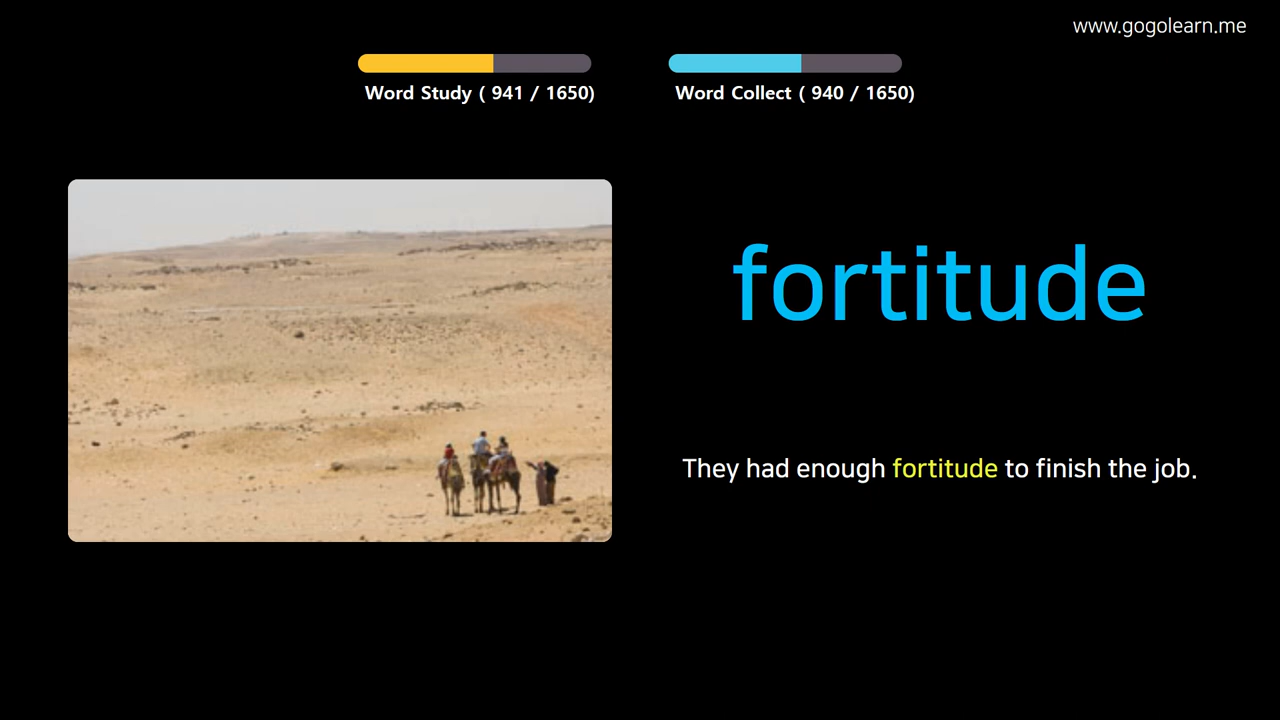 www.gogolearn.me
Word Study ( 941 / 1650)
Word Collect ( 940 / 1650)
fortitude
They had enough fortitude to finish the job.